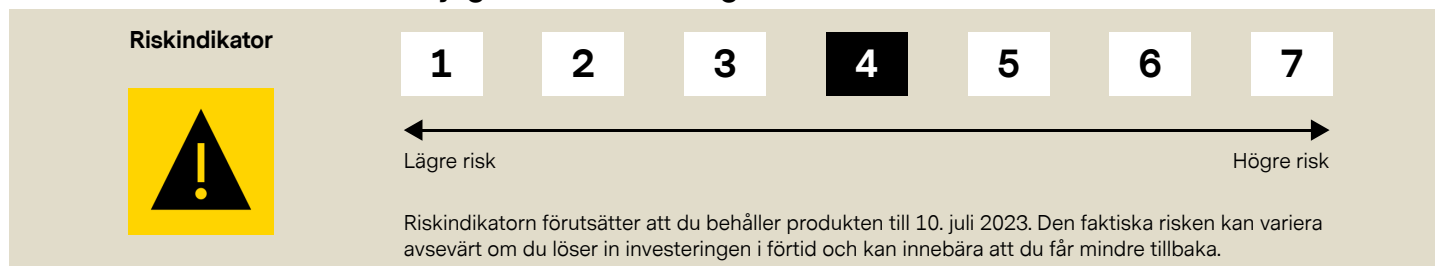 Riskindikator
1 2 3 4 5 6 7
Lägre risk Högre risk
Riskindikatorn förutsätter att du behåller produkten till 10. juli 2023. Den faktiska risken kan variera
avsevärt om du löser in investeringen i förtid och kan innebära att du får mindre tillbaka.